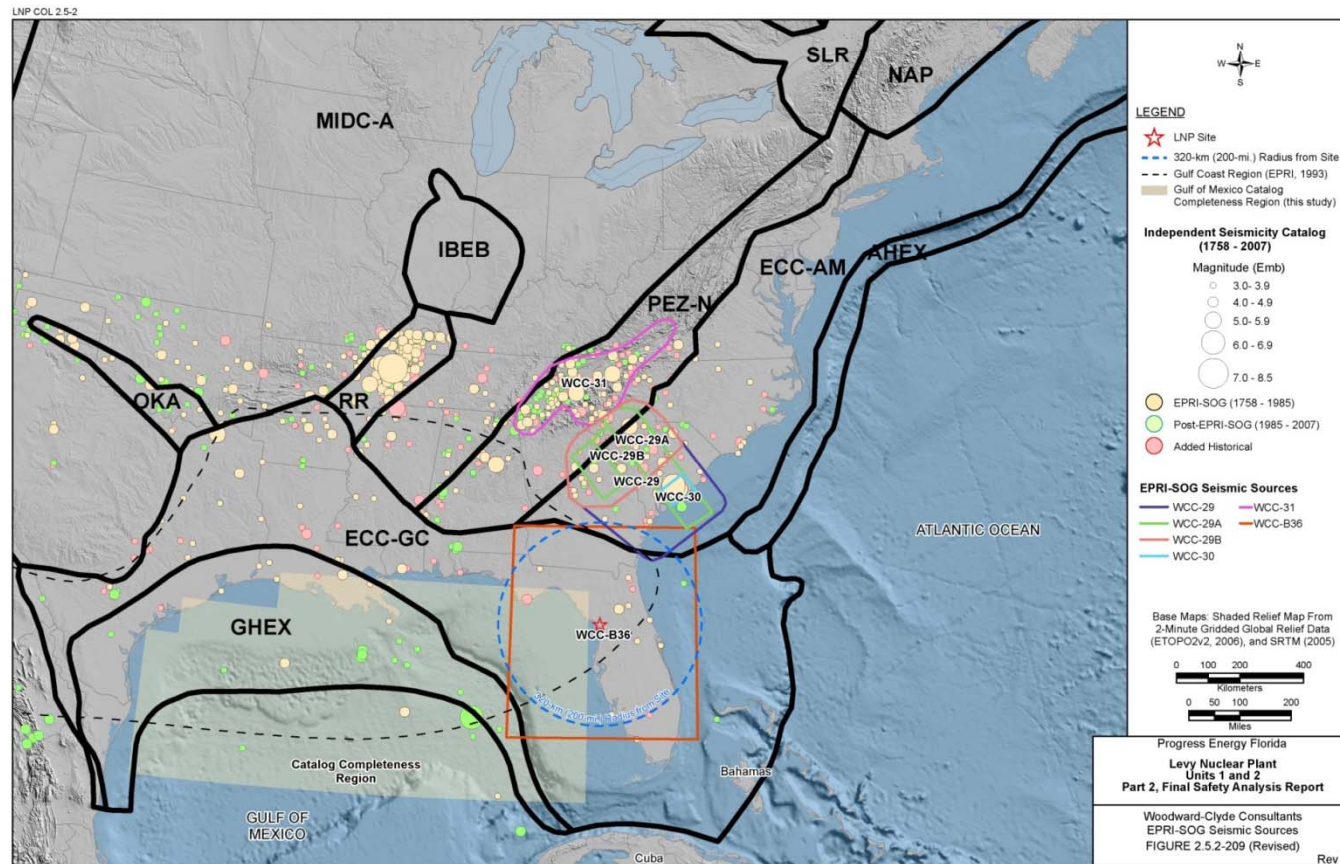 LNP COL 2.5-2
SLR
NAP
MIDC-A
IBEB
ECC-AM
AHEX
PEZ-N
WCC-31
OKA
RR
WCC-29A
WCC-29B
WCC-29
WCC-30
ECC-GC
ATLANTIC OCEAN
GHEX
WCC-B36
320-km (200-mi.) Radius from Site
Catalog Completeness
Region
Bahamas
GULF OF
MEXICO
Cuba
N
W E
S
LEGEND
LNP Site
320-km (200-mi.) Radius from Site
Gulf Coast Region (EPRI, 1993)
Gulf of Mexico Catalog
Completeness Region (this study)
Independent Seismicity Catalog
(1758 - 2007)
Magnitude (Emb)
3.0- 3.9
4.0 - 4.9
5.0 - 5.9
6.0 - 6.9
7.0 - 8.5
EPRI-SOG (1758 - 1985)
Post-EPRI-SOG (1985 - 2007)
Added Historical
EPRI-SOG Seismic Sources
WCC-29 WCC-31
WCC-29A WCC-B36
WCC-29B
WCC-30
Base Maps: Shaded Relief Map From
2-Minute Gridded Global Relief Data
(ETOPO2v2, 2006), and SRTM (2005)
0 100 200 400
Kilometers
0 50 100 200
Miles
Progress Energy Florida
Levy Nuclear Plant
Units 1 and 2
Part 2, Final Safety Analysis Report
Woodward-Clyde Consultants
EPRI-SOG Seismic Sources
FIGURE 2.5.2-209 (Revised)
Rev